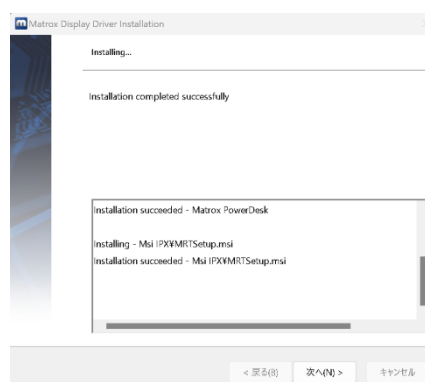 Matrox Display Driver Installation
Installing...
Installation completed successfully
Installation succeeded - Matrox PowerDesk
Installing - Msi IPX¥MRTSetup.msi
Installation succeeded - Msi IPX¥MRTSetup.msi
< 戻る(B) 次へ(N) > キャンセル